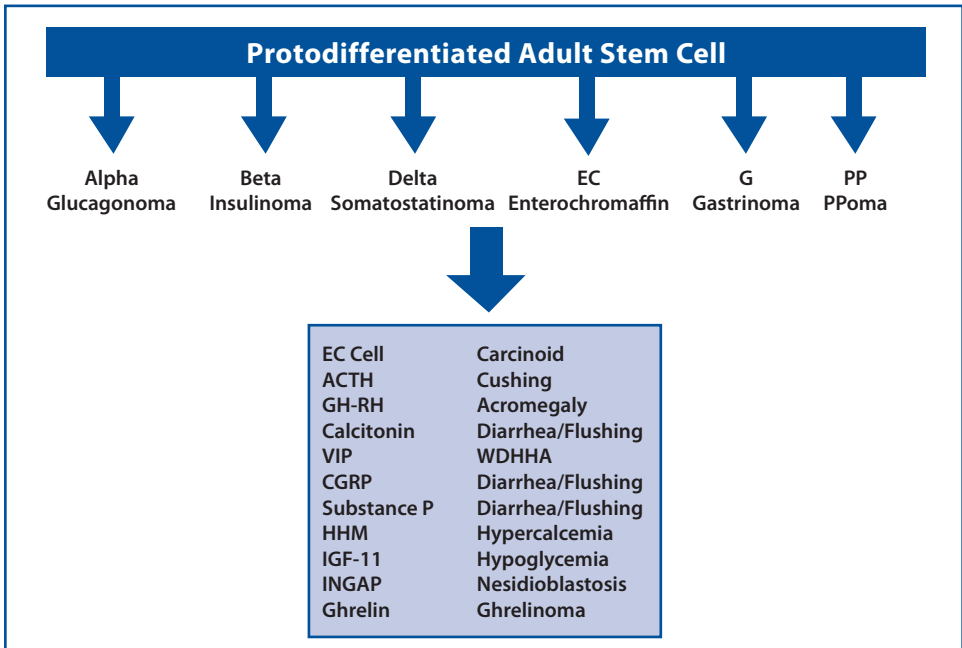 Protodifferentiated Adult Stem Cell
Alpha Beta Delta EC G PP
Glucagonoma Insulinoma Somatostatinoma Enterochromaffin Gastrinoma PPoma
EC Cell Carcinoid
ACTH Cushing
GH-RH Acromegaly
Calcitonin Diarrhea/Flushing
VIP WDHHA
CGRP Diarrhea/Flushing
Substance P Diarrhea/Flushing
HHM Hypercalcemia
IGF-11 Hypoglycemia
INGAP Nesidioblastosis
Ghrelin Ghrelinoma